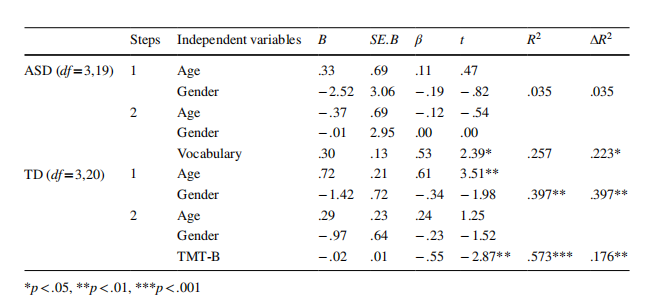 Steps Independent variables B SE.B β t R² ΔR²
ASD (df=3,19) 1 Age .33 .69 .11 .47
Gender −2.52 3.06 −.19 −.82 .035 .035
2 Age −.37 .69 −.12 −.54
Gender −.01 2.95 .00 .00
Vocabulary .30 .13 .53 2.39* .257 .223*
TD (df=3,20) 1 Age .72 .21 .61 3.51**
Gender −1.42 .72 −.34 −1.98 .397** .397**
2 Age .29 .23 .24 1.25
Gender −.97 .64 −.23 −1.52
TMT-B −.02 .01 −.55 −2.87** .573*** .176**
*p<.05, **p<.01, ***p<.001